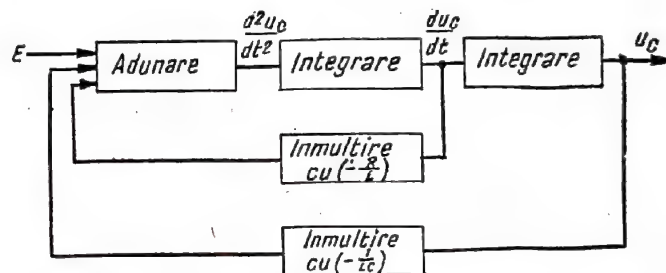 E
Adunare
d²u_c/dt²
Integrare
du_c/dt
Integrare
u_c
Inmultire
cu (-R/L)
Inmultire
cu (-1/LC)